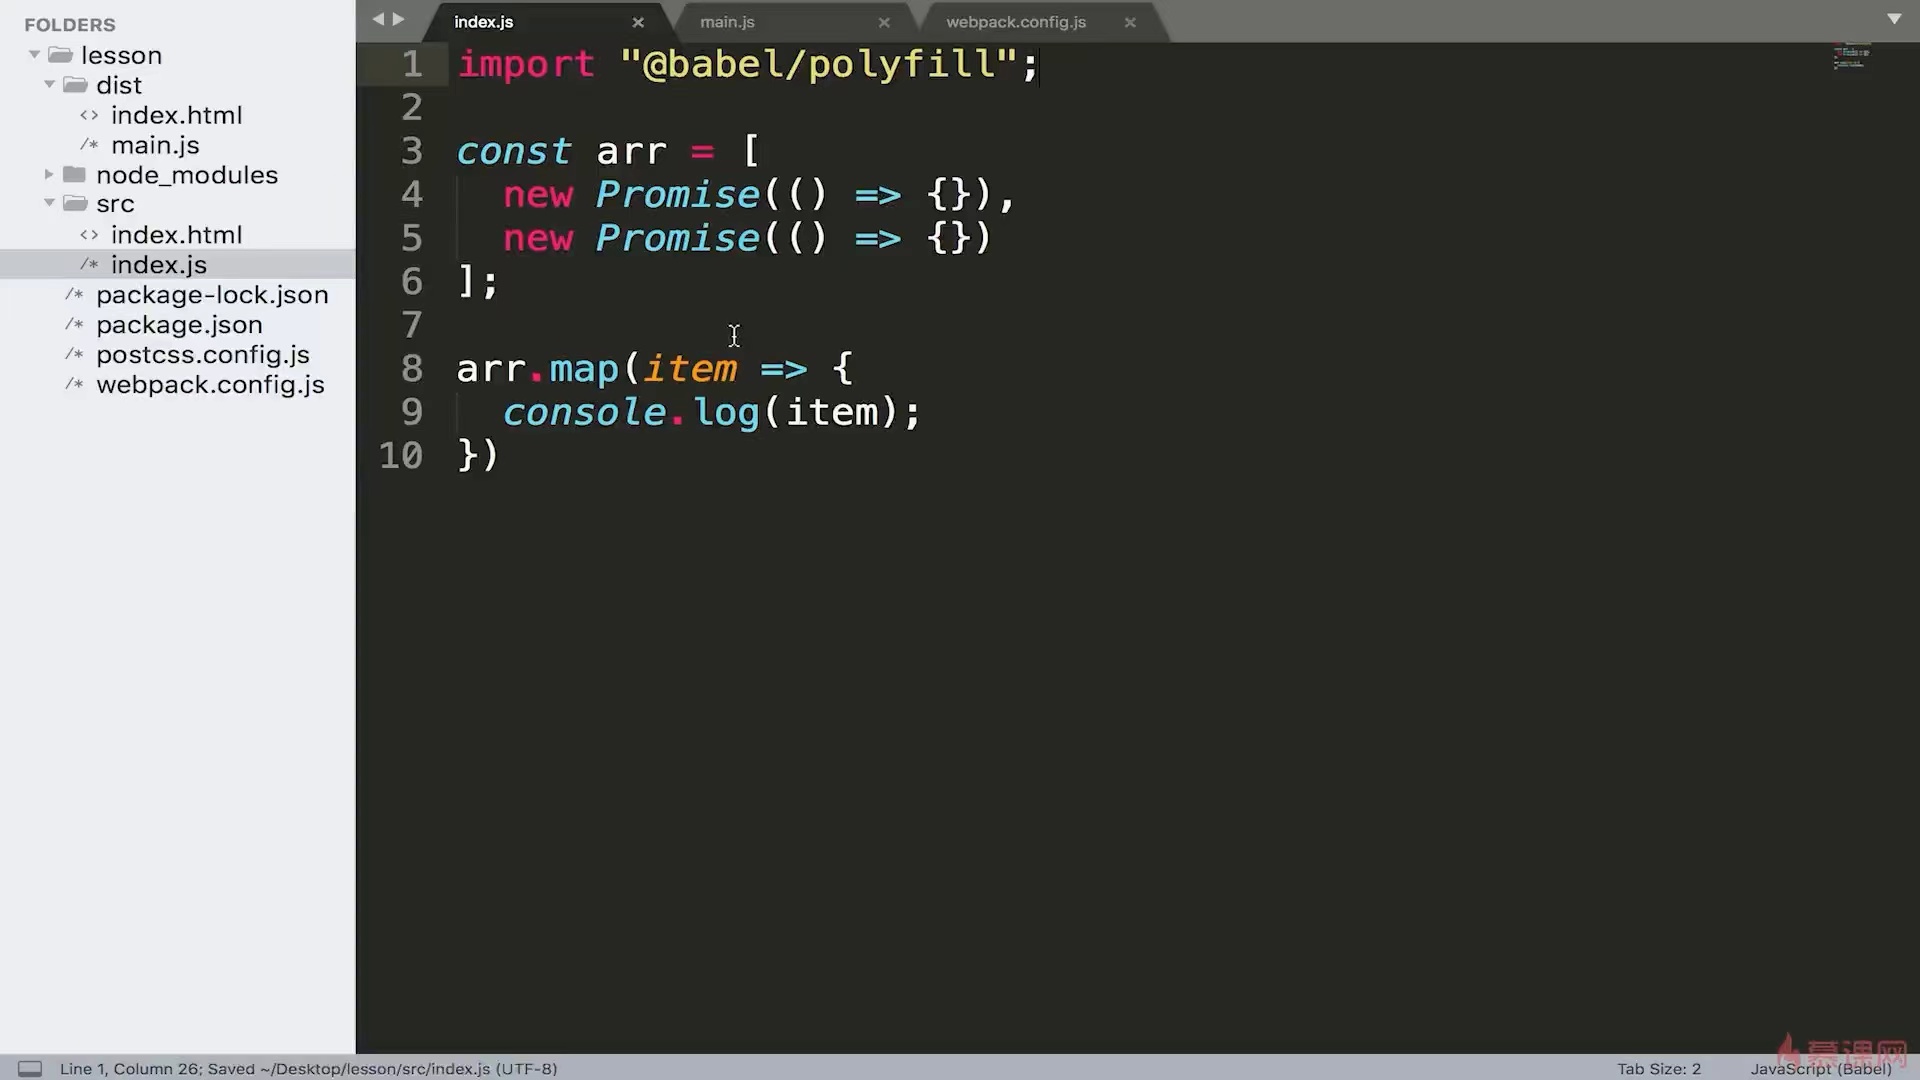 FOLDERS
lesson
dist
<> index.html
/* main.js
node_modules
src
<> index.html
/* index.js
/* package-lock.json
/* package.json
/* postcss.config.js
/* webpack.config.js
index.js ×
main.js ×
webpack.config.js ×
1 import "@babel/polyfill";
2
3 const arr = [
4   new Promise(() => {}),
5   new Promise(() => {})
6 ];
7
8 arr.map(item => {
9   console.log(item);
10 })
Line 1, Column 26; Saved ~/Desktop/lesson/src/index.js (UTF-8)
Tab Size: 2
JavaScript (Babel)
慕课网